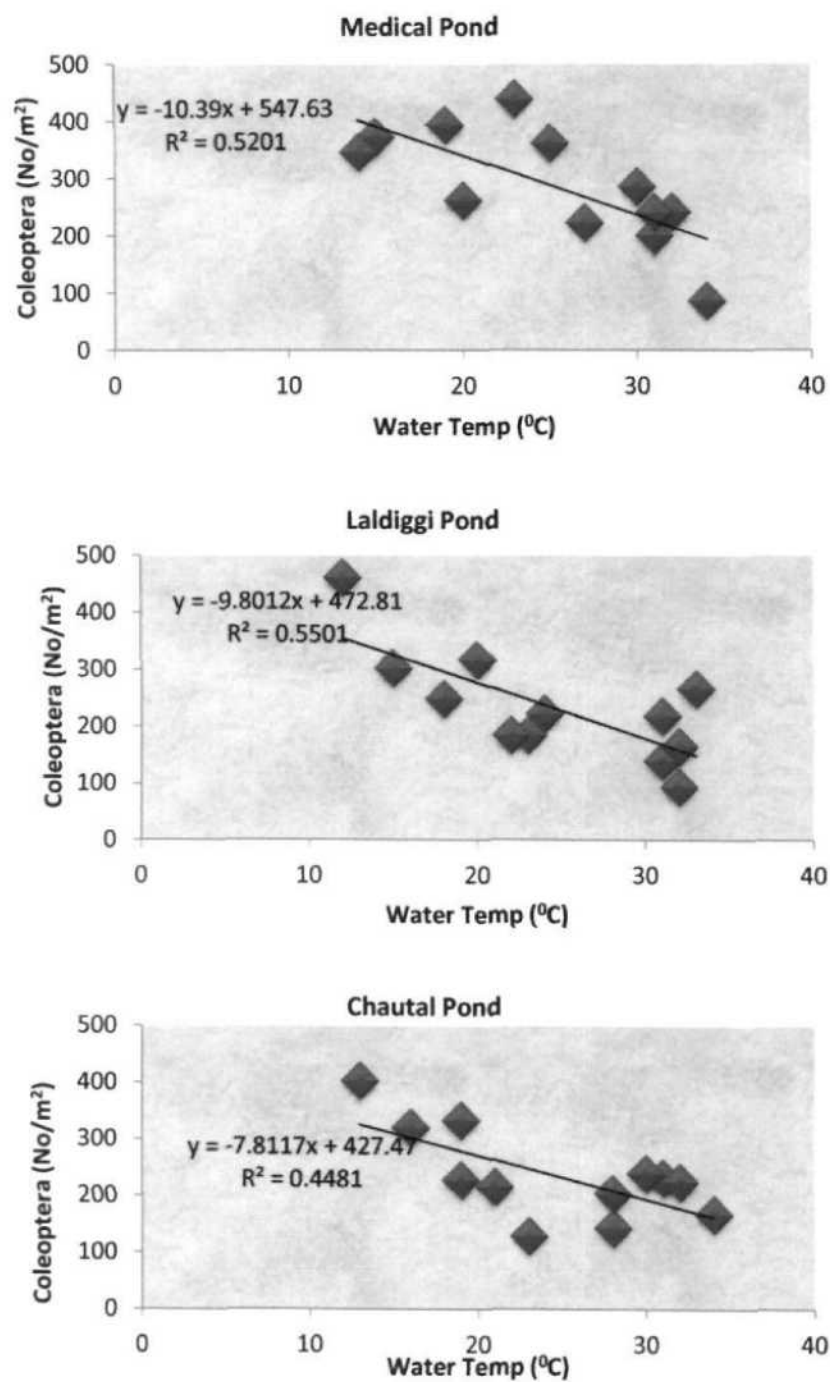 Medical Pond
500
400
300
200
100
0
y = -10.39x + 547.63
R² = 0.5201
Coleoptera (No/m²)
0 10 20 30 40
Water Temp (⁰C)
Laldiggi Pond
500
400
300
200
100
0
y = -9.8012x + 472.81
R² = 0.5501
Coleoptera (No/m²)
0 10 20 30 40
Water Temp (⁰C)
Chautal Pond
500
400
300
200
100
0
y = -7.8117x + 427.47
R² = 0.4481
Coleoptera (No/m²)
0 10 20 30 40
Water Temp (⁰C)